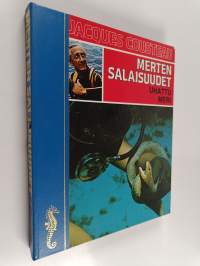 JACQUES COUSTEAU
MERTEN
SALAISUUDET
UHATTU
MERI